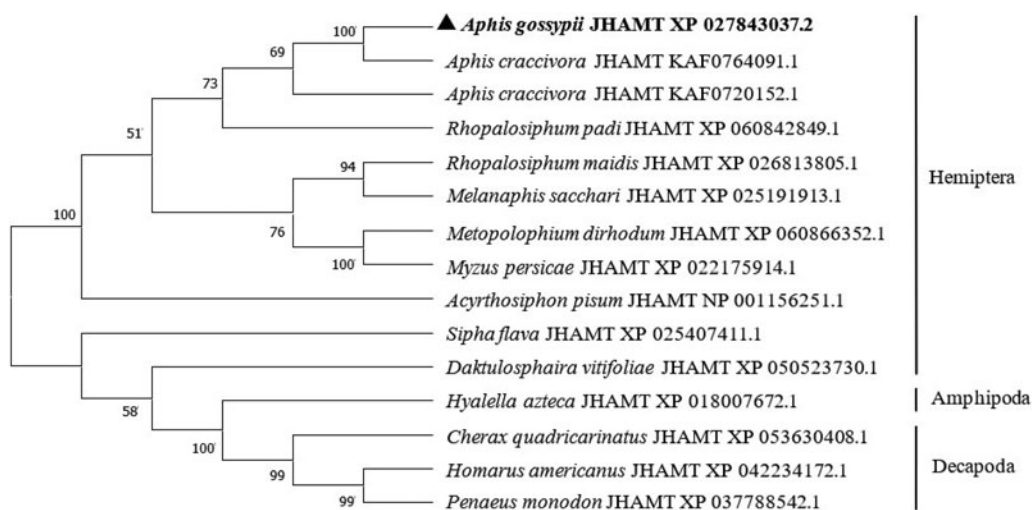 100 ▲ Aphis gossypii JHAMT XP 027843037.2
69 Aphis craccivora JHAMT KAF0764091.1
73 Aphis craccivora JHAMT KAF0720152.1
51 Rhopalosiphum padi JHAMT XP 060842849.1
94 Rhopalosiphum maidis JHAMT XP 026813805.1
Hemiptera
100 76 Melanaphis sacchari JHAMT XP 025191913.1
Metopolophium dirhodum JHAMT XP 060866352.1
100 Myzus persicae JHAMT XP 022175914.1
Acyrthosiphon pisum JHAMT NP 001156251.1
Sipha flava JHAMT XP 025407411.1
Daktulosphaira vitifoliae JHAMT XP 050523730.1
58 Hyalella azteca JHAMT XP 018007672.1
Amphipoda
100 Cherax quadricarinatus JHAMT XP 053630408.1
99 Homarus americanus JHAMT XP 042234172.1
Decapoda
99 Penaeus monodon JHAMT XP 037788542.1